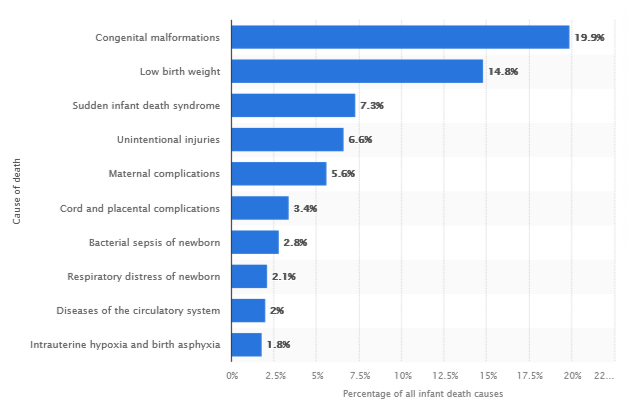 Congenital malformations 19.9%
Low birth weight 14.8%
Sudden infant death syndrome 7.3%
Unintentional injuries 6.6%
Maternal complications 5.6%
Cord and placental complications 3.4%
Bacterial sepsis of newborn 2.8%
Respiratory distress of newborn 2.1%
Diseases of the circulatory system 2%
Intrauterine hypoxia and birth asphyxia 1.8%
Cause of death
0% 2.5% 5% 7.5% 10% 12.5% 15% 17.5% 20% 22...
Percentage of all infant death causes